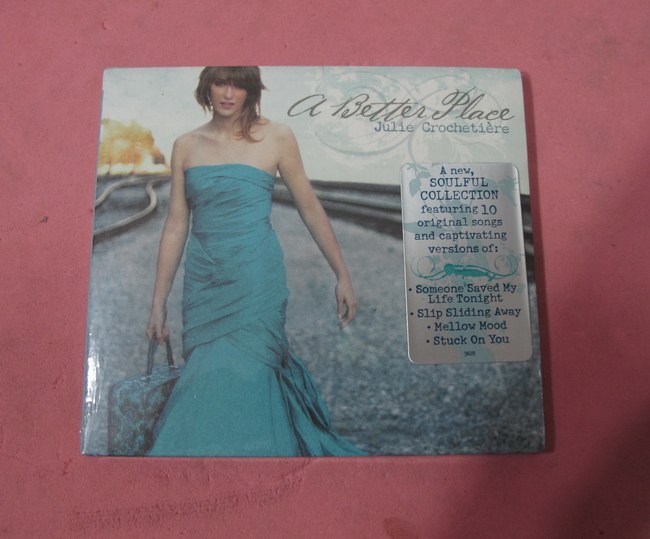 A Better Place
Julie Crochetière
A new,
SOULFUL
COLLECTION
featuring 10
original songs
and captivating
versions of:
• Someone Saved My
Life Tonight
• Slip Sliding Away
• Mellow Mood
• Stuck On You